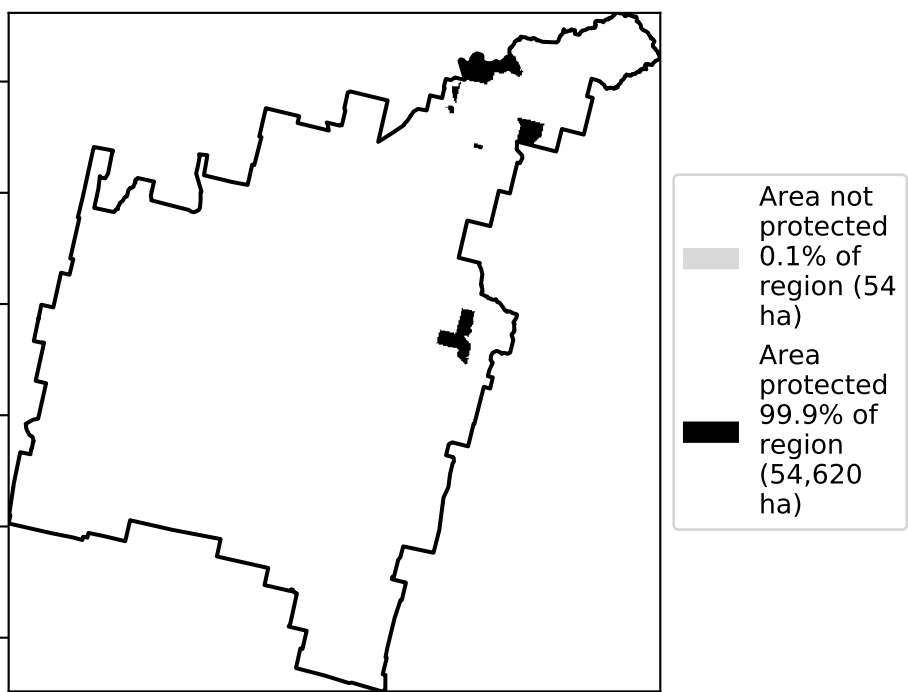 Area not
protected
0.1% of
region (54
ha)
Area
protected
99.9% of
region
(54,620
ha)